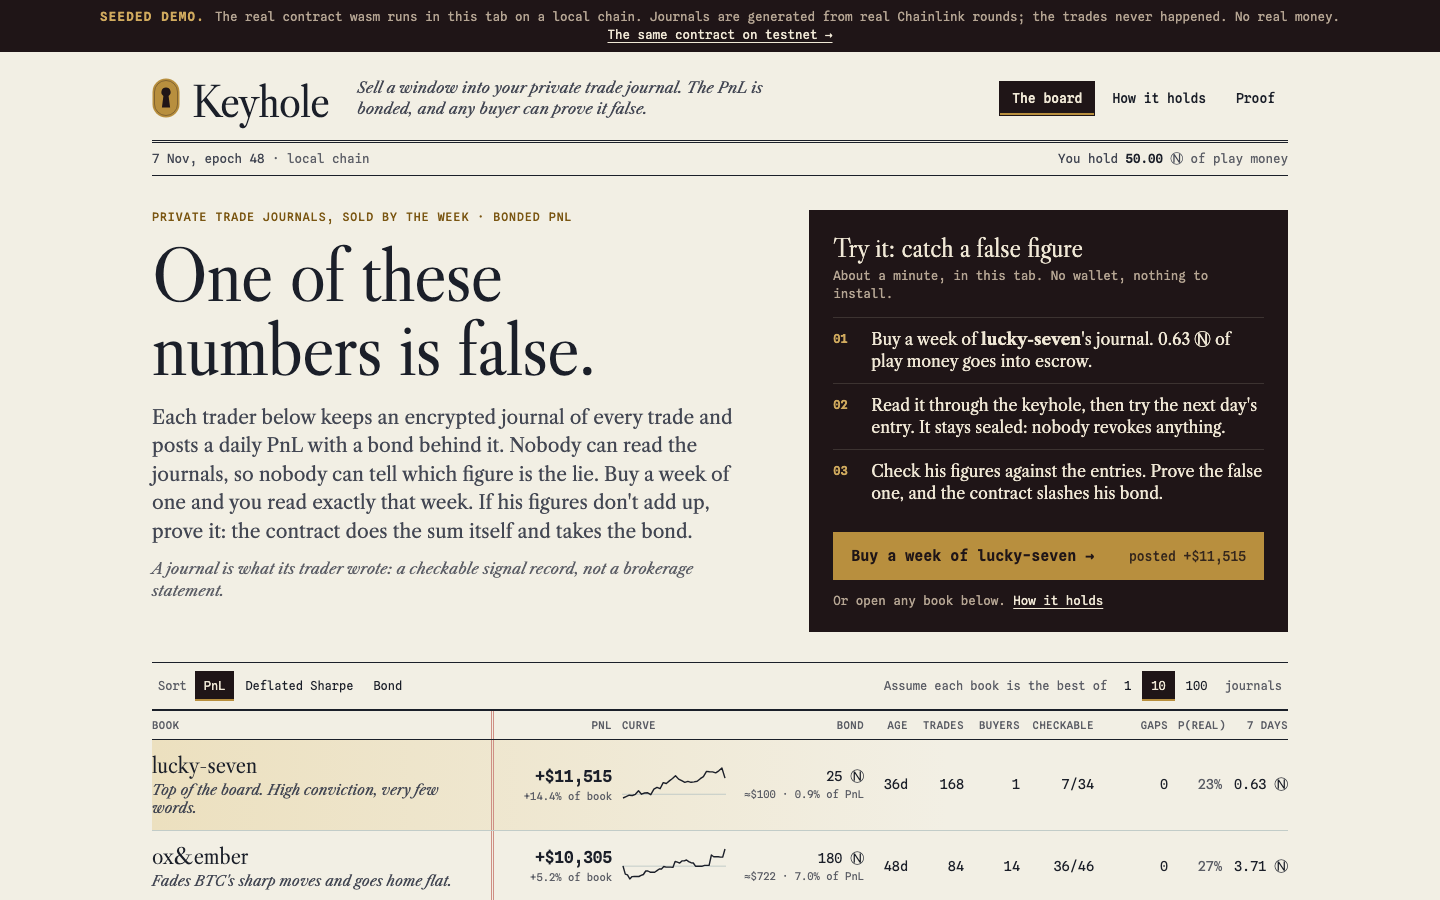 SEEDED DEMO. The real contract wasm runs in this tab on a local chain. Journals are generated from real Chainlink rounds; the trades never happened. No real money.
The same contract on testnet →
Keyhole
Sell a window into your private trade journal. The PnL is
bonded, and any buyer can prove it false.
The board How it holds Proof
7 Nov, epoch 48 · local chain
You hold 50.00 Ⓝ of play money
PRIVATE TRADE JOURNALS, SOLD BY THE WEEK · BONDED PNL
One of these
numbers is false.
Each trader below keeps an encrypted journal of every trade and
posts a daily PnL with a bond behind it. Nobody can read the
journals, so nobody can tell which figure is the lie. Buy a week of
one and you read exactly that week. If his figures don't add up,
prove it: the contract does the sum itself and takes the bond.
A journal is what its trader wrote: a checkable signal record, not a brokerage
statement.
Try it: catch a false figure
About a minute, in this tab. No wallet, nothing to
install.
01 Buy a week of lucky-seven's journal. 0.63 Ⓝ of
play money goes into escrow.
02 Read it through the keyhole, then try the next day's
entry. It stays sealed: nobody revokes anything.
03 Check his figures against the entries. Prove the false
one, and the contract slashes his bond.
Buy a week of lucky-seven → posted +$11,515
Or open any book below. How it holds
Sort PnL Deflated Sharpe Bond
Assume each book is the best of 1 10 100 journals
BOOK PNL CURVE BOND AGE TRADES BUYERS CHECKABLE GAPS P(REAL) 7 DAYS
lucky-seven
Top of the board. High conviction, very few
words.
+$11,515 25 Ⓝ 36d 168 1 7/34 0 23% 0.63 Ⓝ
+14.4% of book ≈$100 · 0.9% of PnL
ox&ember
Fades BTC's sharp moves and goes home flat.
+$10,305 180 Ⓝ 48d 84 14 36/46 0 27% 3.71 Ⓝ
+5.2% of book ≈$722 · 7.0% of PnL